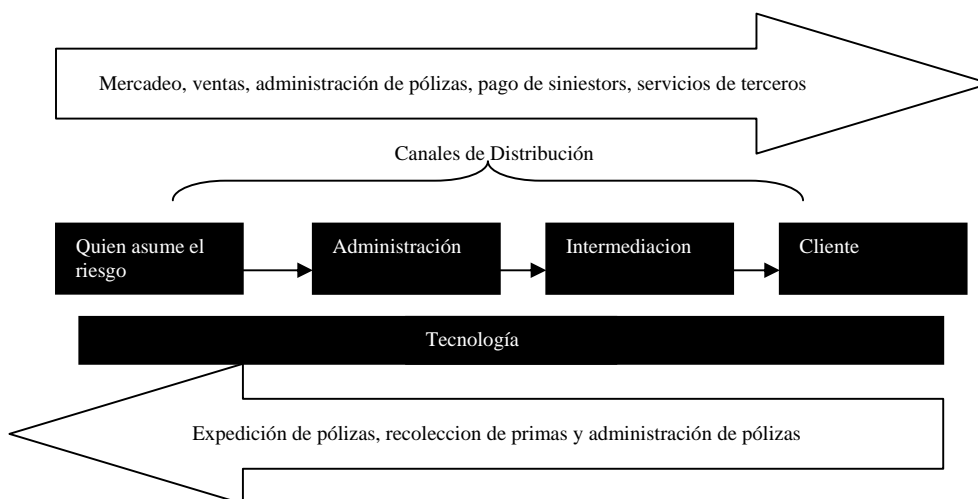 Mercadeo, ventas, administración de pólizas, pago de siniestors, servicios de terceros
Canales de Distribución
Quien asume el
riesgo
Administración
Intermediacion
Cliente
Tecnología
Expedición de pólizas, recoleccion de primas y administración de pólizas